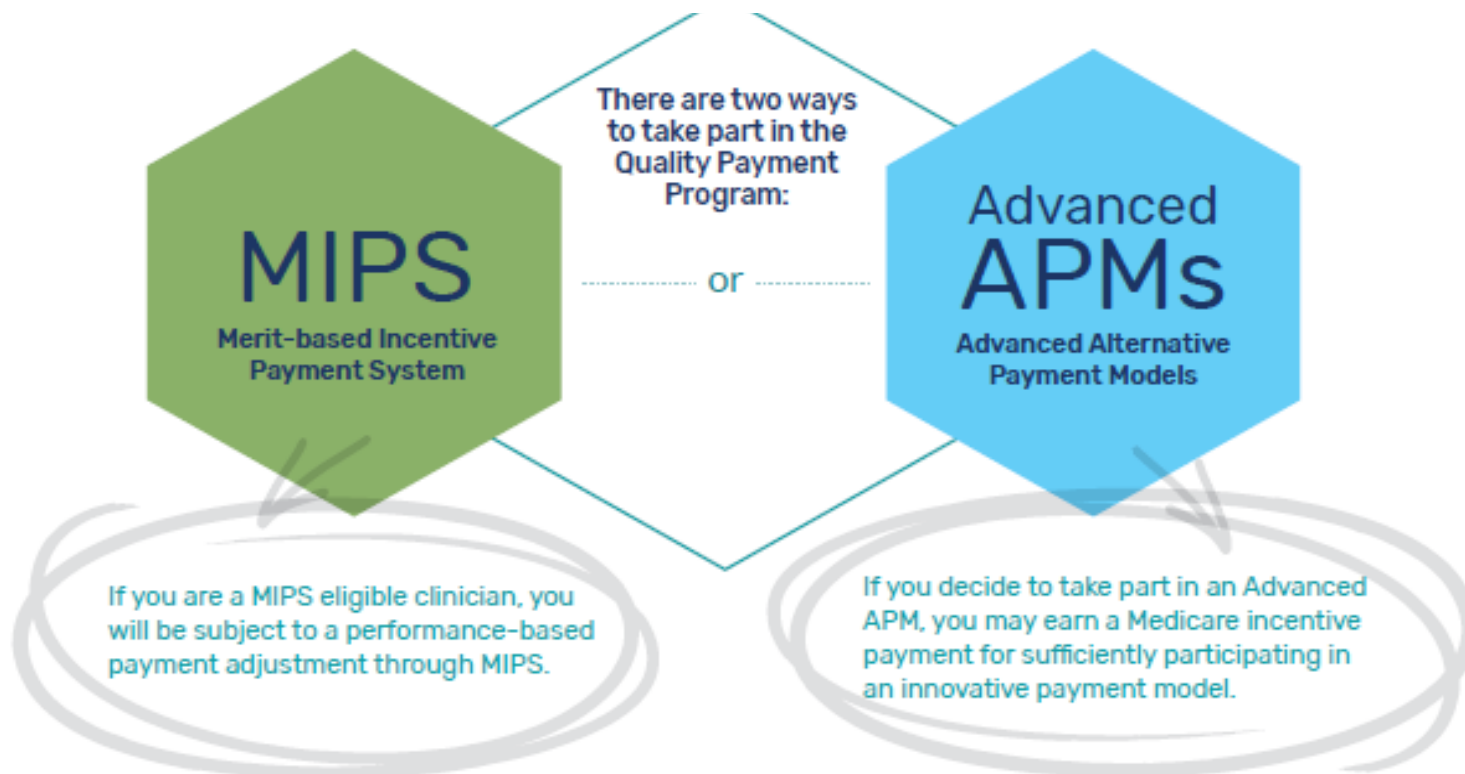 There are two ways
to take part in the
Quality Payment
Program:
MIPS
Merit-based Incentive
Payment System
or
Advanced
APMs
Advanced Alternative
Payment Models
If you are a MIPS eligible clinician, you
will be subject to a performance-based
payment adjustment through MIPS.
If you decide to take part in an Advanced
APM, you may earn a Medicare incentive
payment for sufficiently participating in
an innovative payment model.